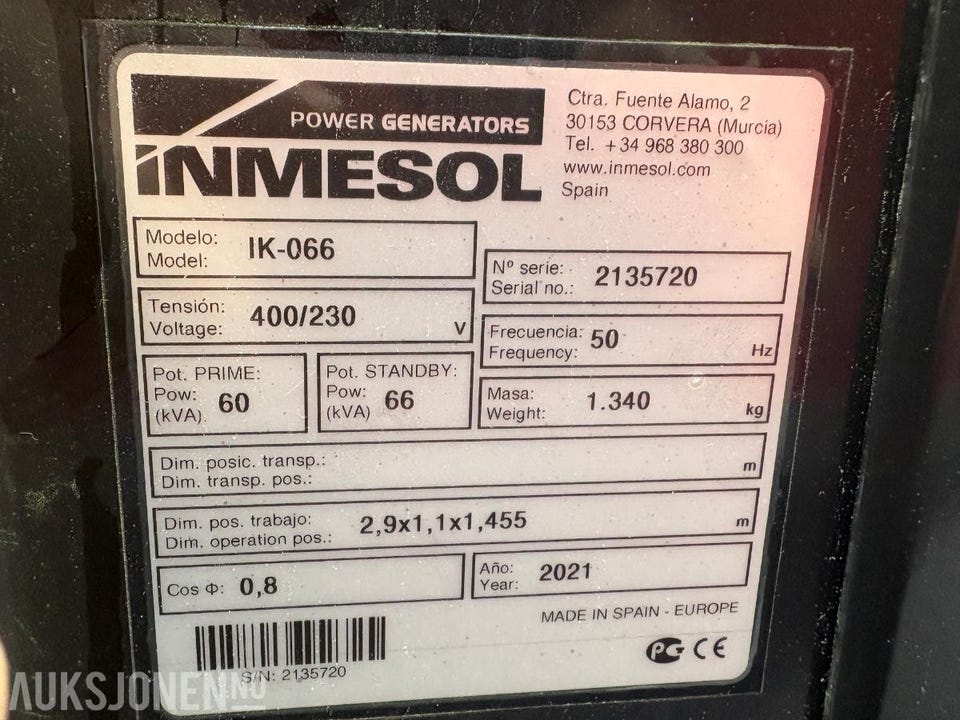 POWER GENERATORS
INMESOL
Ctra. Fuente Alamo, 2
30153 CORVERA (Murcia)
Tel. +34 968 380 300
www.inmesol.com
Spain
Modelo: IK-066
Model:
Nº serie: 2135720
Serial no.:
Tensión: 400/230
Voltage: V
Frecuencia: 50
Frequency: Hz
Pot. PRIME:
Pow: 60
(kVA)
Pot. STANDBY:
Pow: 66
(kVA)
Masa: 1.340
Weight: kg
Dim. posic. transp.:
Dim. transp. pos.: m
Dim. pos. trabajo: 2,9x1,1x1,455
Dim. operation pos.: m
Cos Φ: 0,8
Año: 2021
Year:
MADE IN SPAIN - EUROPE
S/N: 2135720
PG CE
AUKSJONEN.NO